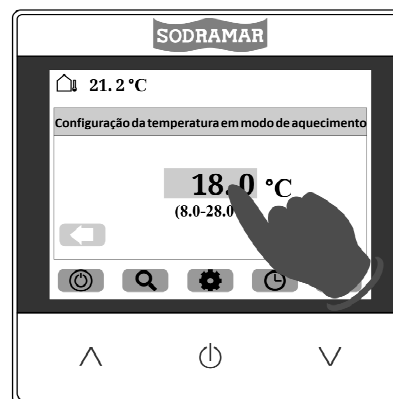 SODRAMAR
21.2 °C
Configuração da temperatura em modo de aquecimento
18.0 °C
(8.0-28.0